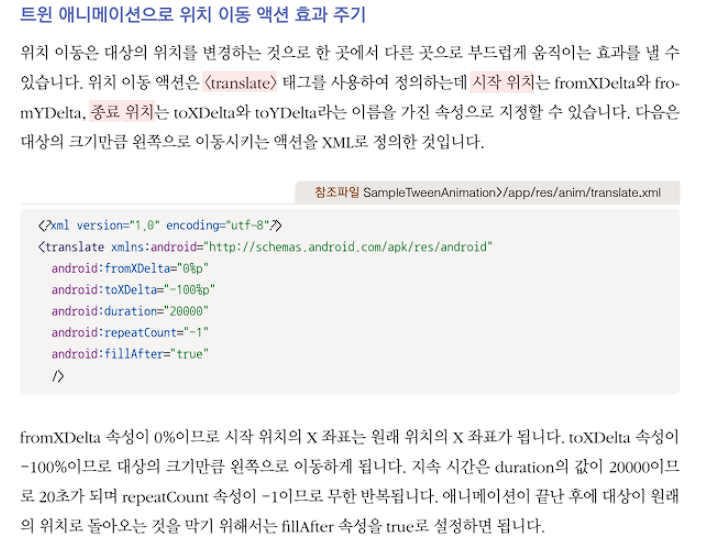 트윈 애니메이션으로 위치 이동 액션 효과 주기
위치 이동은 대상의 위치를 변경하는 것으로 한 곳에서 다른 곳으로 부드럽게 움직이는 효과를 낼 수
있습니다. 위치 이동 액션은 〈translate〉 태그를 사용하여 정의하는데 시작 위치는 fromXDelta와 fro-
mYDelta, 종료 위치는 toXDelta와 toYDelta라는 이름을 가진 속성으로 지정할 수 있습니다. 다음은
대상의 크기만큼 왼쪽으로 이동시키는 액션을 XML로 정의한 것입니다.
참조파일 SampleTweenAnimation〉/app/res/anim/translate.xml
〈?xml version="1.0" encoding="utf-8"?〉
〈translate xmlns:android="http://schemas.android.com/apk/res/android"
android:fromXDelta="0%p"
android:toXDelta="-100%p"
android:duration="20000"
android:repeatCount="-1"
android:fillAfter="true"
/〉
fromXDelta 속성이 0%이므로 시작 위치의 X 좌표는 원래 위치의 X 좌표가 됩니다. toXDelta 속성이
-100%이므로 대상의 크기만큼 왼쪽으로 이동하게 됩니다. 지속 시간은 duration의 값이 20000이므
로 20초가 되며 repeatCount 속성이 -1이므로 무한 반복됩니다. 애니메이션이 끝난 후에 대상이 원래
의 위치로 돌아오는 것을 막기 위해서는 fillAfter 속성을 true로 설정하면 됩니다.